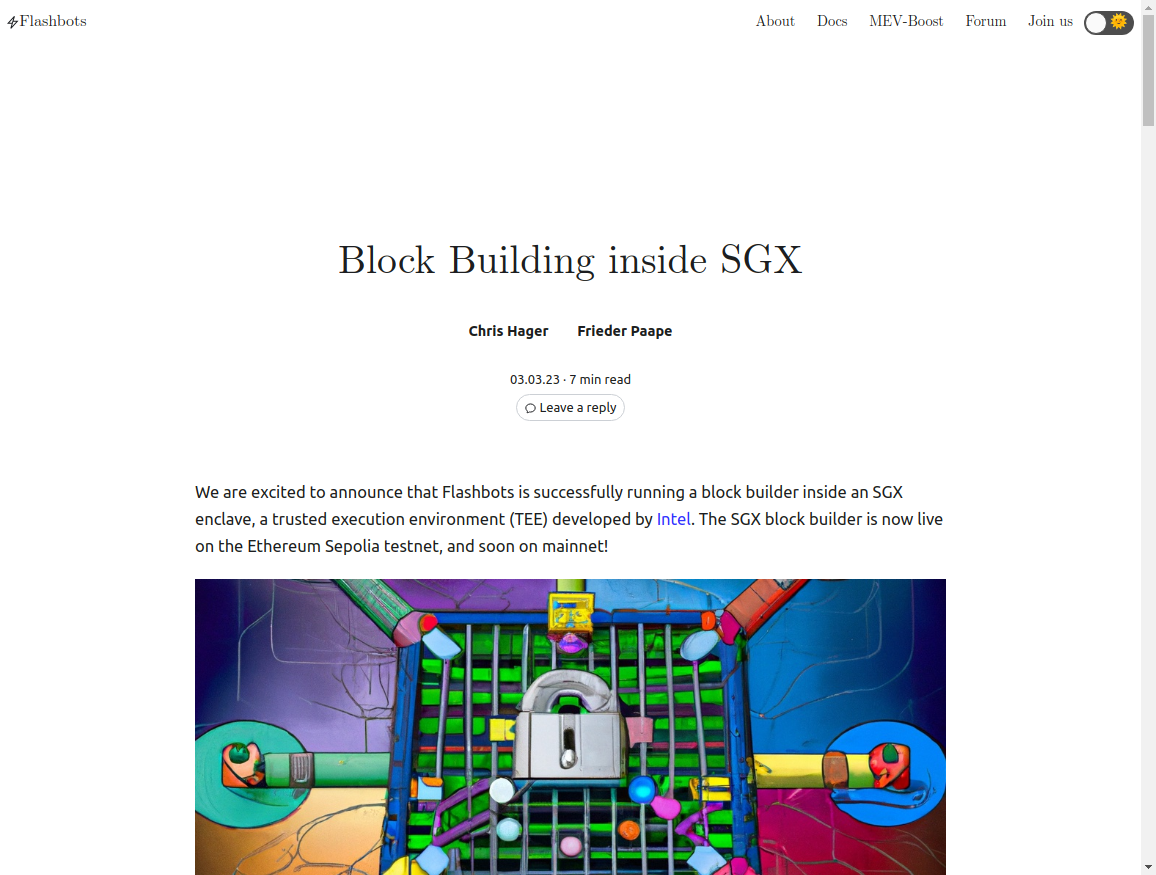 Flashbots
About Docs MEV-Boost Forum Join us
Block Building inside SGX
Chris Hager Frieder Paape
03.03.23 · 7 min read
Leave a reply
We are excited to announce that Flashbots is successfully running a block builder inside an SGX
enclave, a trusted execution environment (TEE) developed by Intel. The SGX block builder is now live
on the Ethereum Sepolia testnet, and soon on mainnet!